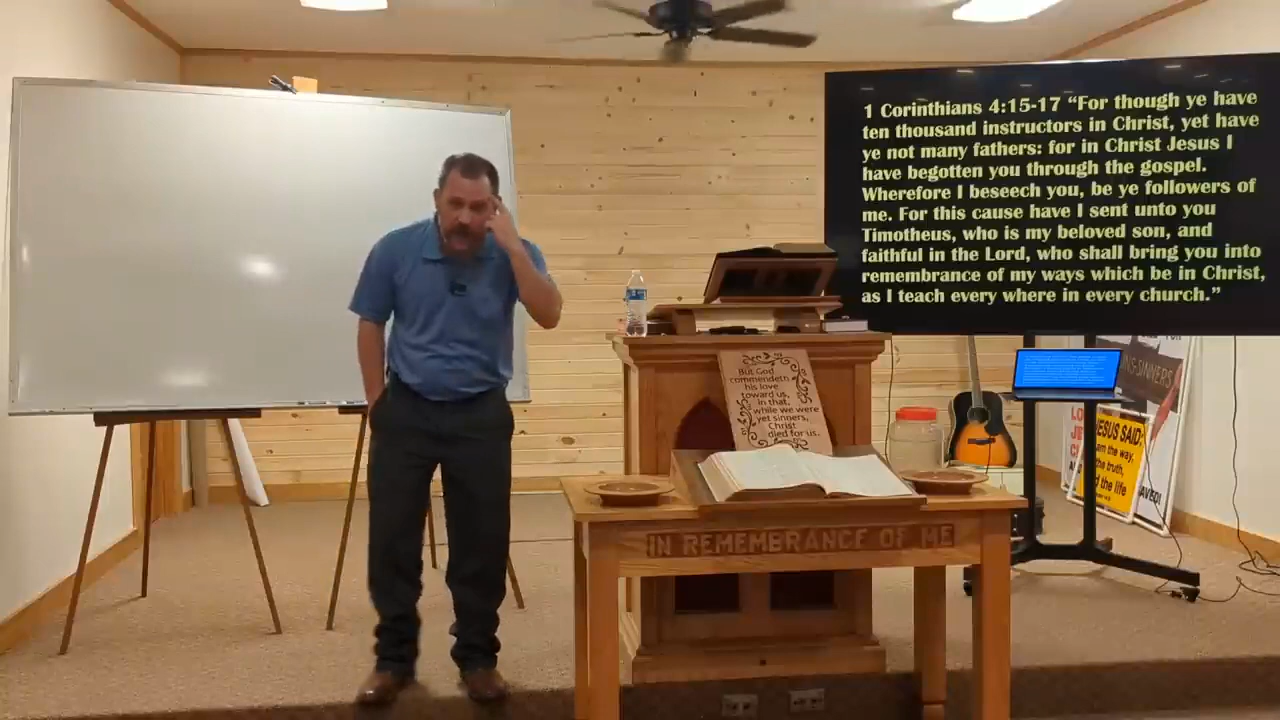 1 Corinthians 4:15-17 “For though ye have
ten thousand instructors in Christ, yet have
ye not many fathers: for in Christ Jesus I
have begotten you through the gospel.
Wherefore I beseech you, be ye followers of
me. For this cause have I sent unto you
Timotheus, who is my beloved son, and
faithful in the Lord, who shall bring you into
remembrance of my ways which be in Christ,
as I teach every where in every church.”
But God
commendeth
his love
toward us,
in that,
while we were
yet sinners,
Christ
died for us.
IN REMEMBRANCE OF ME
SINNERS
JESUS SAID:
am the way,
the truth,
the life